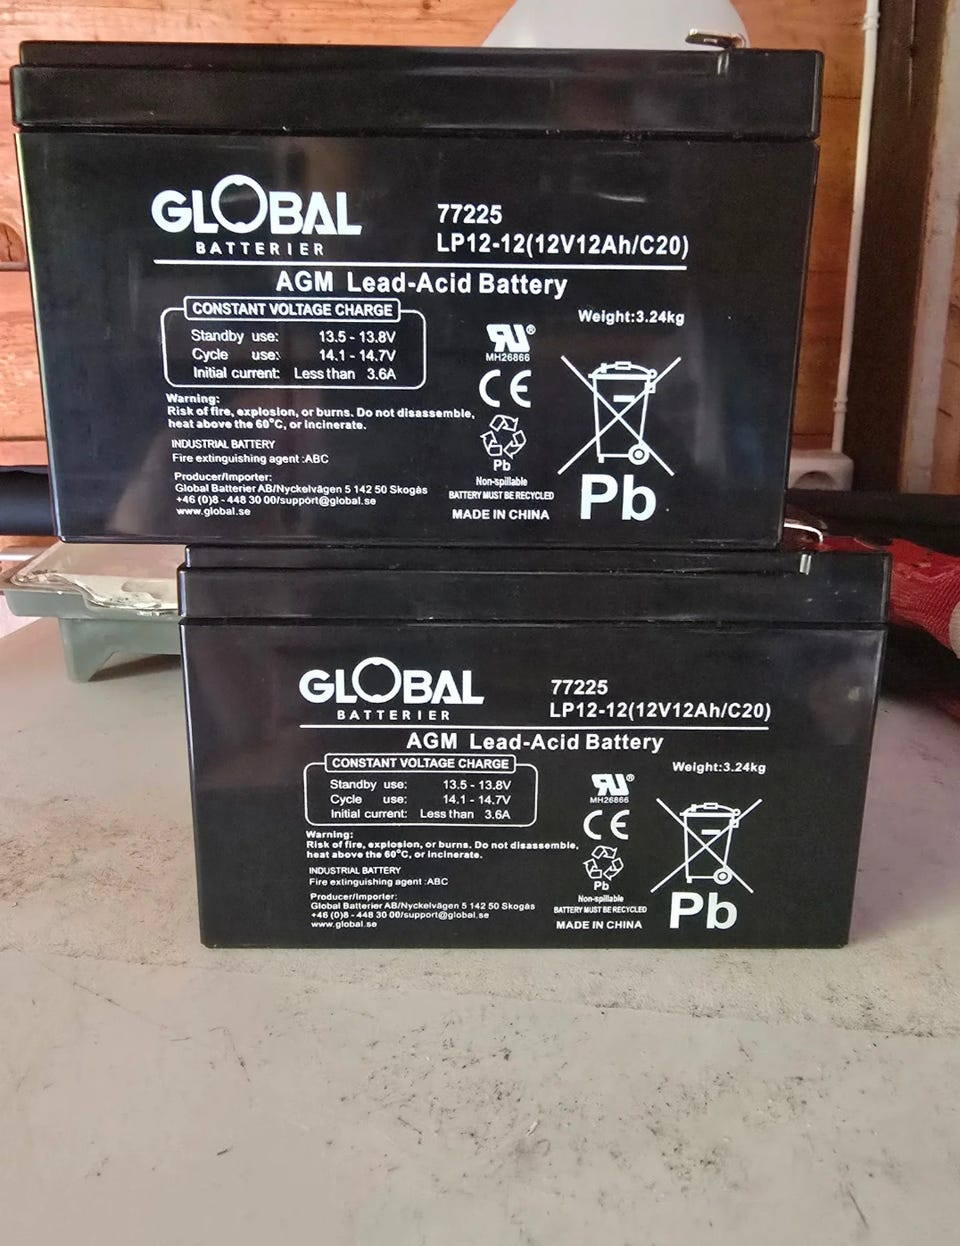 GLOBAL
BATTERIER
77225
LP12-12(12V12Ah/C20)
AGM Lead-Acid Battery
CONSTANT VOLTAGE CHARGE
Standby use: 13.5 - 13.8V
Cycle use: 14.1 - 14.7V
Initial current: Less than 3.6A
Weight:3.24kg
Warning:
Risk of fire, explosion, or burns. Do not disassemble,
heat above the 60°C, or incinerate.
INDUSTRIAL BATTERY
Fire extinguishing agent :ABC
Producer/Importer:
Global Batterier AB/Nyckelvägen 5 142 50 Skogås
+46 (0)8 - 448 30 00/support@global.se
www.global.se
RU®
MH26866
CE
Pb
Non-spillable
BATTERY MUST BE RECYCLED
MADE IN CHINA
Pb
GLOBAL
BATTERIER
77225
LP12-12(12V12Ah/C20)
AGM Lead-Acid Battery
CONSTANT VOLTAGE CHARGE
Standby use: 13.5 - 13.8V
Cycle use: 14.1 - 14.7V
Initial current: Less than 3.6A
Weight:3.24kg
Warning:
Risk of fire, explosion, or burns. Do not disassemble,
heat above the 60°C, or incinerate.
INDUSTRIAL BATTERY
Fire extinguishing agent :ABC
Producer/Importer:
Global Batterier AB/Nyckelvägen 5 142 50 Skogås
+46 (0)8 - 448 30 00/support@global.se
www.global.se
RU®
MH26866
CE
Pb
Non-spillable
BATTERY MUST BE RECYCLED
MADE IN CHINA
Pb